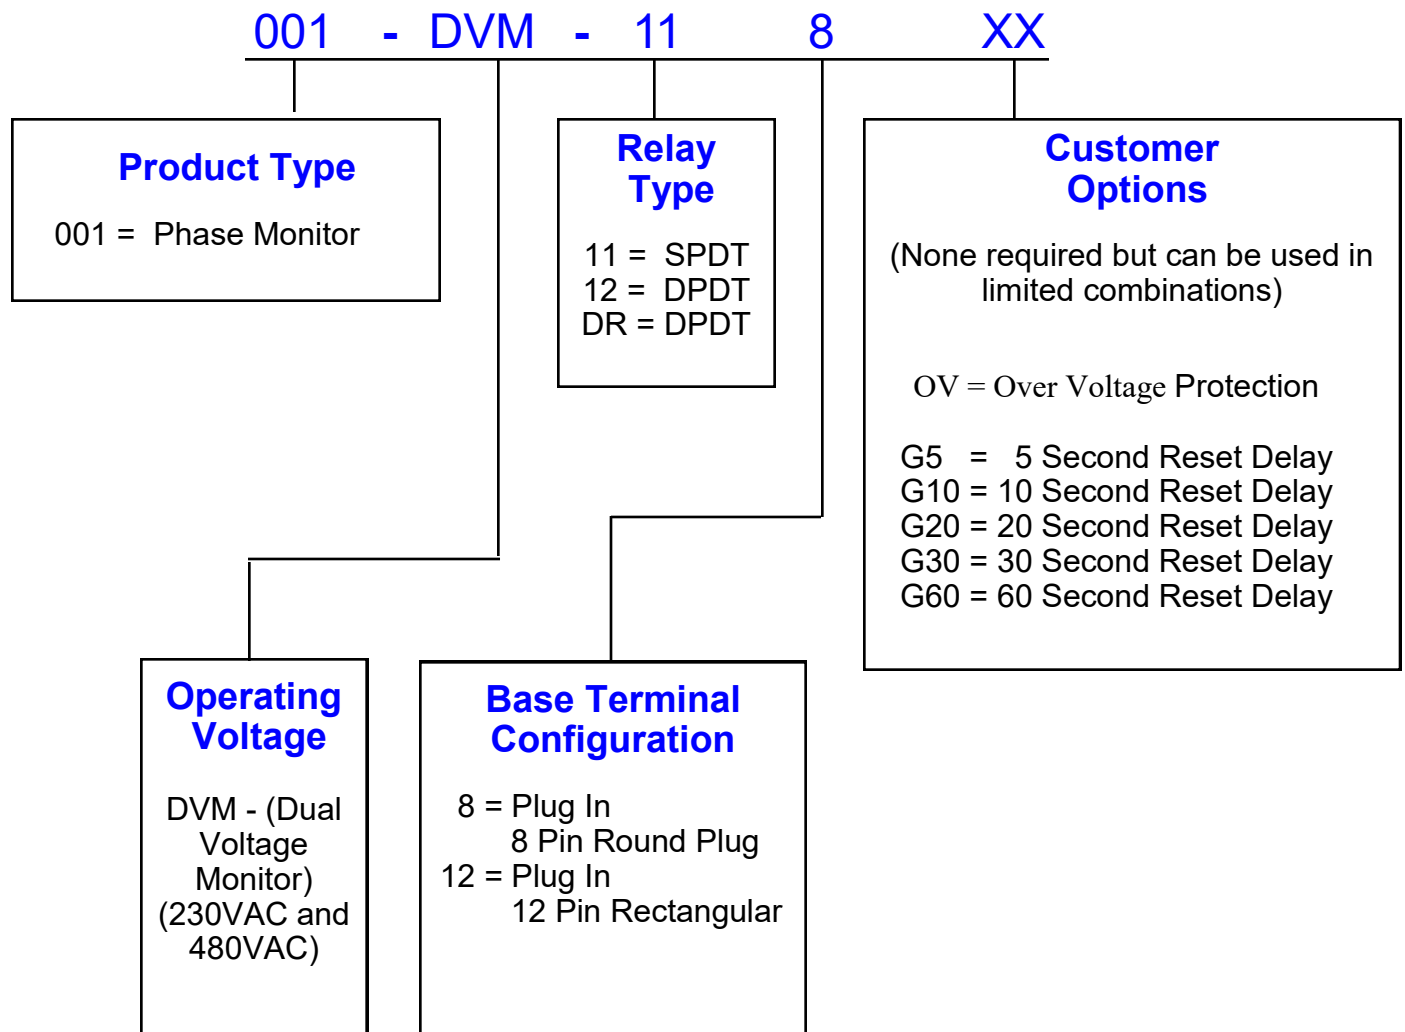 001 - DVM - 11 8 XX
Product Type
001 = Phase Monitor
Relay
Type
11 = SPDT
12 = DPDT
DR = DPDT
Customer
Options
(None required but can be used in
limited combinations)
OV = Over Voltage Protection
G5 = 5 Second Reset Delay
G10 = 10 Second Reset Delay
G20 = 20 Second Reset Delay
G30 = 30 Second Reset Delay
G60 = 60 Second Reset Delay
Operating
Voltage
DVM - (Dual
Voltage
Monitor)
(230VAC and
480VAC)
Base Terminal
Configuration
8 = Plug In
8 Pin Round Plug
12 = Plug In
12 Pin Rectangular